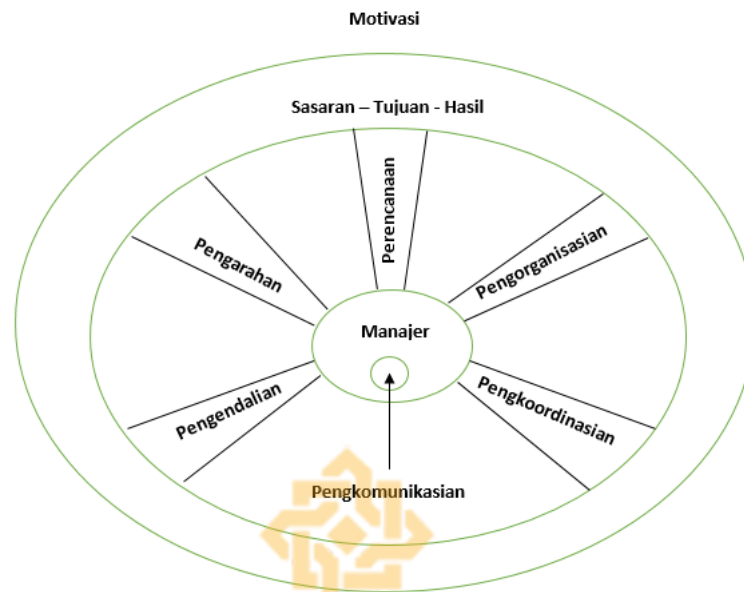 Motivasi
Sasaran – Tujuan - Hasil
Perencanaan
Pengarahan
Pengorganisasian
Manajer
Pengendalian
Pengkoordinasian
Pengkomunikasian